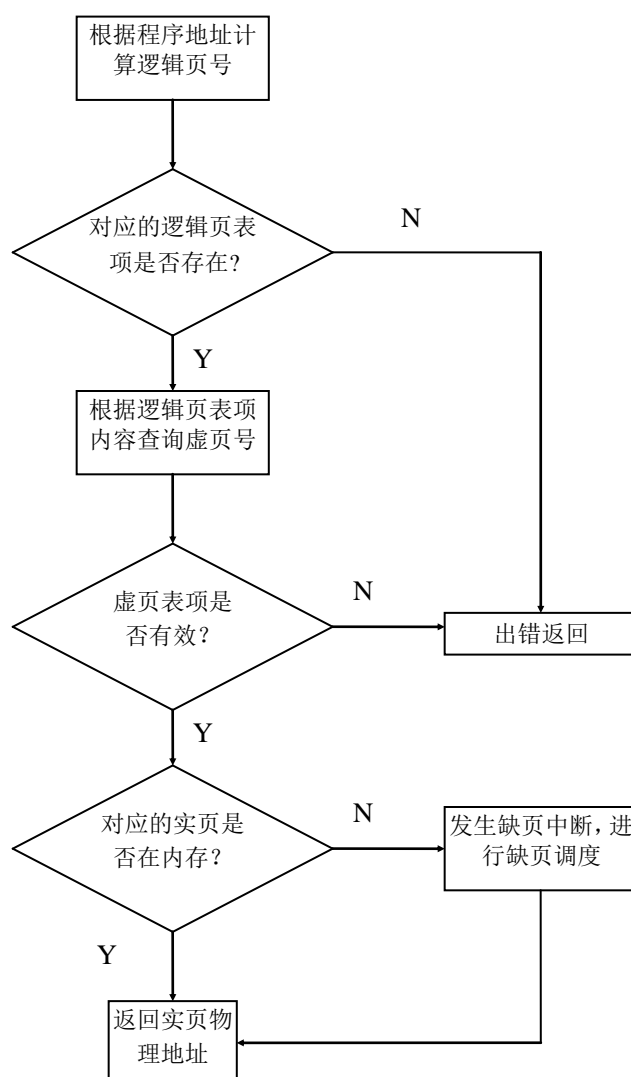 根据程序地址计
算逻辑页号
对应的逻辑页表
项是否存在?
N
Y
根据逻辑页表项
内容查询虚页号
虚页表项是
否有效?
N
出错返回
Y
对应的实页是
否在内存?
N
发生缺页中断,进
行缺页调度
Y
返回实页物
理地址